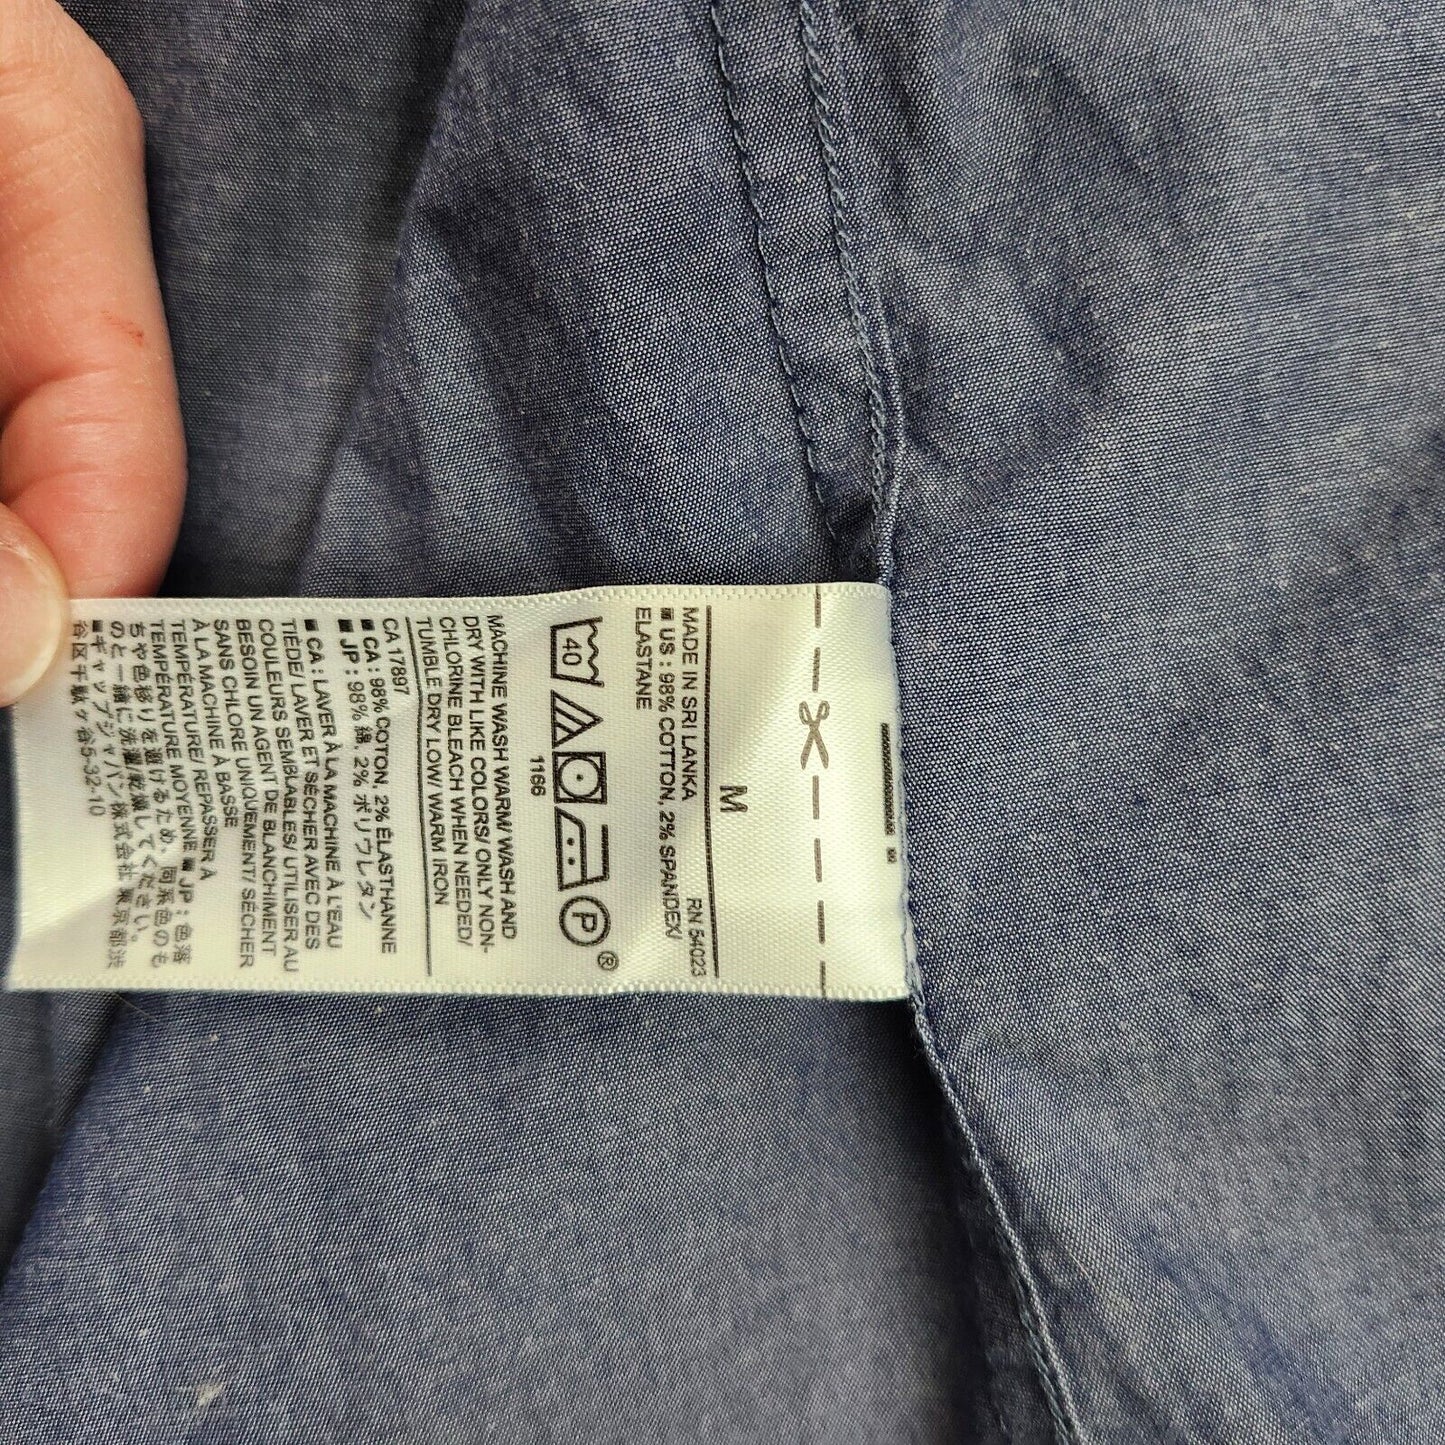 M
MADE IN SRI LANKA RN 54023
■ US : 98% COTTON, 2% SPANDEX/
ELASTANE
40 P ®
1166
MACHINE WASH WARM/ WASH AND
DRY WITH LIKE COLORS/ ONLY NON-
CHLORINE BLEACH WHEN NEEDED/
TUMBLE DRY LOW/ WARM IRON
CA 17897
■ CA : 98% COTON, 2% ÉLASTHANNE
■ JP : 98% 綿, 2% ポリウレタン
■ CA : LAVER À LA MACHINE À L'EAU
TIÈDE/ LAVER ET SÉCHER AVEC DES
COULEURS SEMBLABLES/ UTILISER AU
BESOIN UN AGENT DE BLANCHIMENT
SANS CHLORE UNIQUEMENT/ SÉCHER
À LA MACHINE À BASSE
TEMPÉRATURE/ REPASSER À
TEMPÉRATURE MOYENNE ■ JP : 色落
ちや色移りを避けるため、同系色のも
のと一緒に洗濯乾燥してください。
■ギャップジャパン株式会社 東京都渋
谷区千駄ヶ谷5-32-10